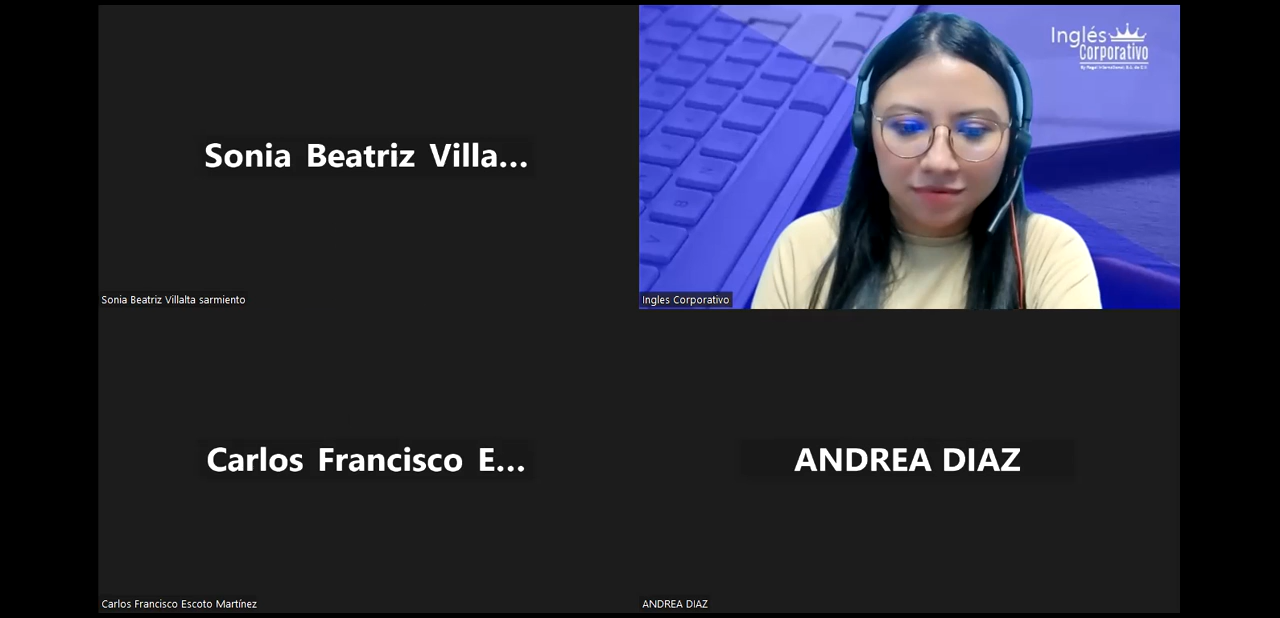 Sonia Beatriz Villa...
Sonia Beatriz Villalta sarmiento
Inglés
Corporativo
Ingles Corporativo
Carlos Francisco E...
Carlos Francisco Escoto Martínez
ANDREA DIAZ
ANDREA DIAZ